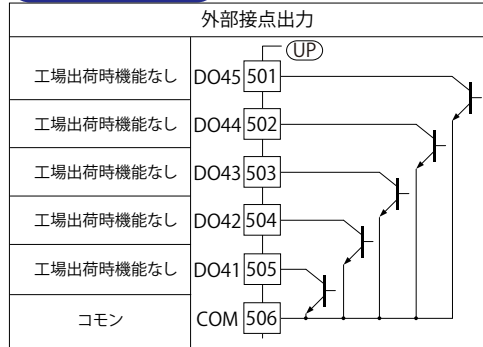 外部接点出力
UP
工場出荷時機能なし DO45 501
工場出荷時機能なし DO44 502
工場出荷時機能なし DO43 503
工場出荷時機能なし DO42 504
工場出荷時機能なし DO41 505
コモン COM 506